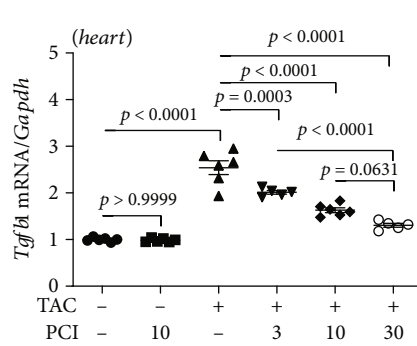 (heart)
Tgfb1 mRNA/Gapdh
5
4
3
2
1
0
p < 0.0001
p < 0.0001
p = 0.0003
p < 0.0001
p < 0.0001
p = 0.0631
p > 0.9999
TAC – – + + + +
PCI – 10 – 3 10 30